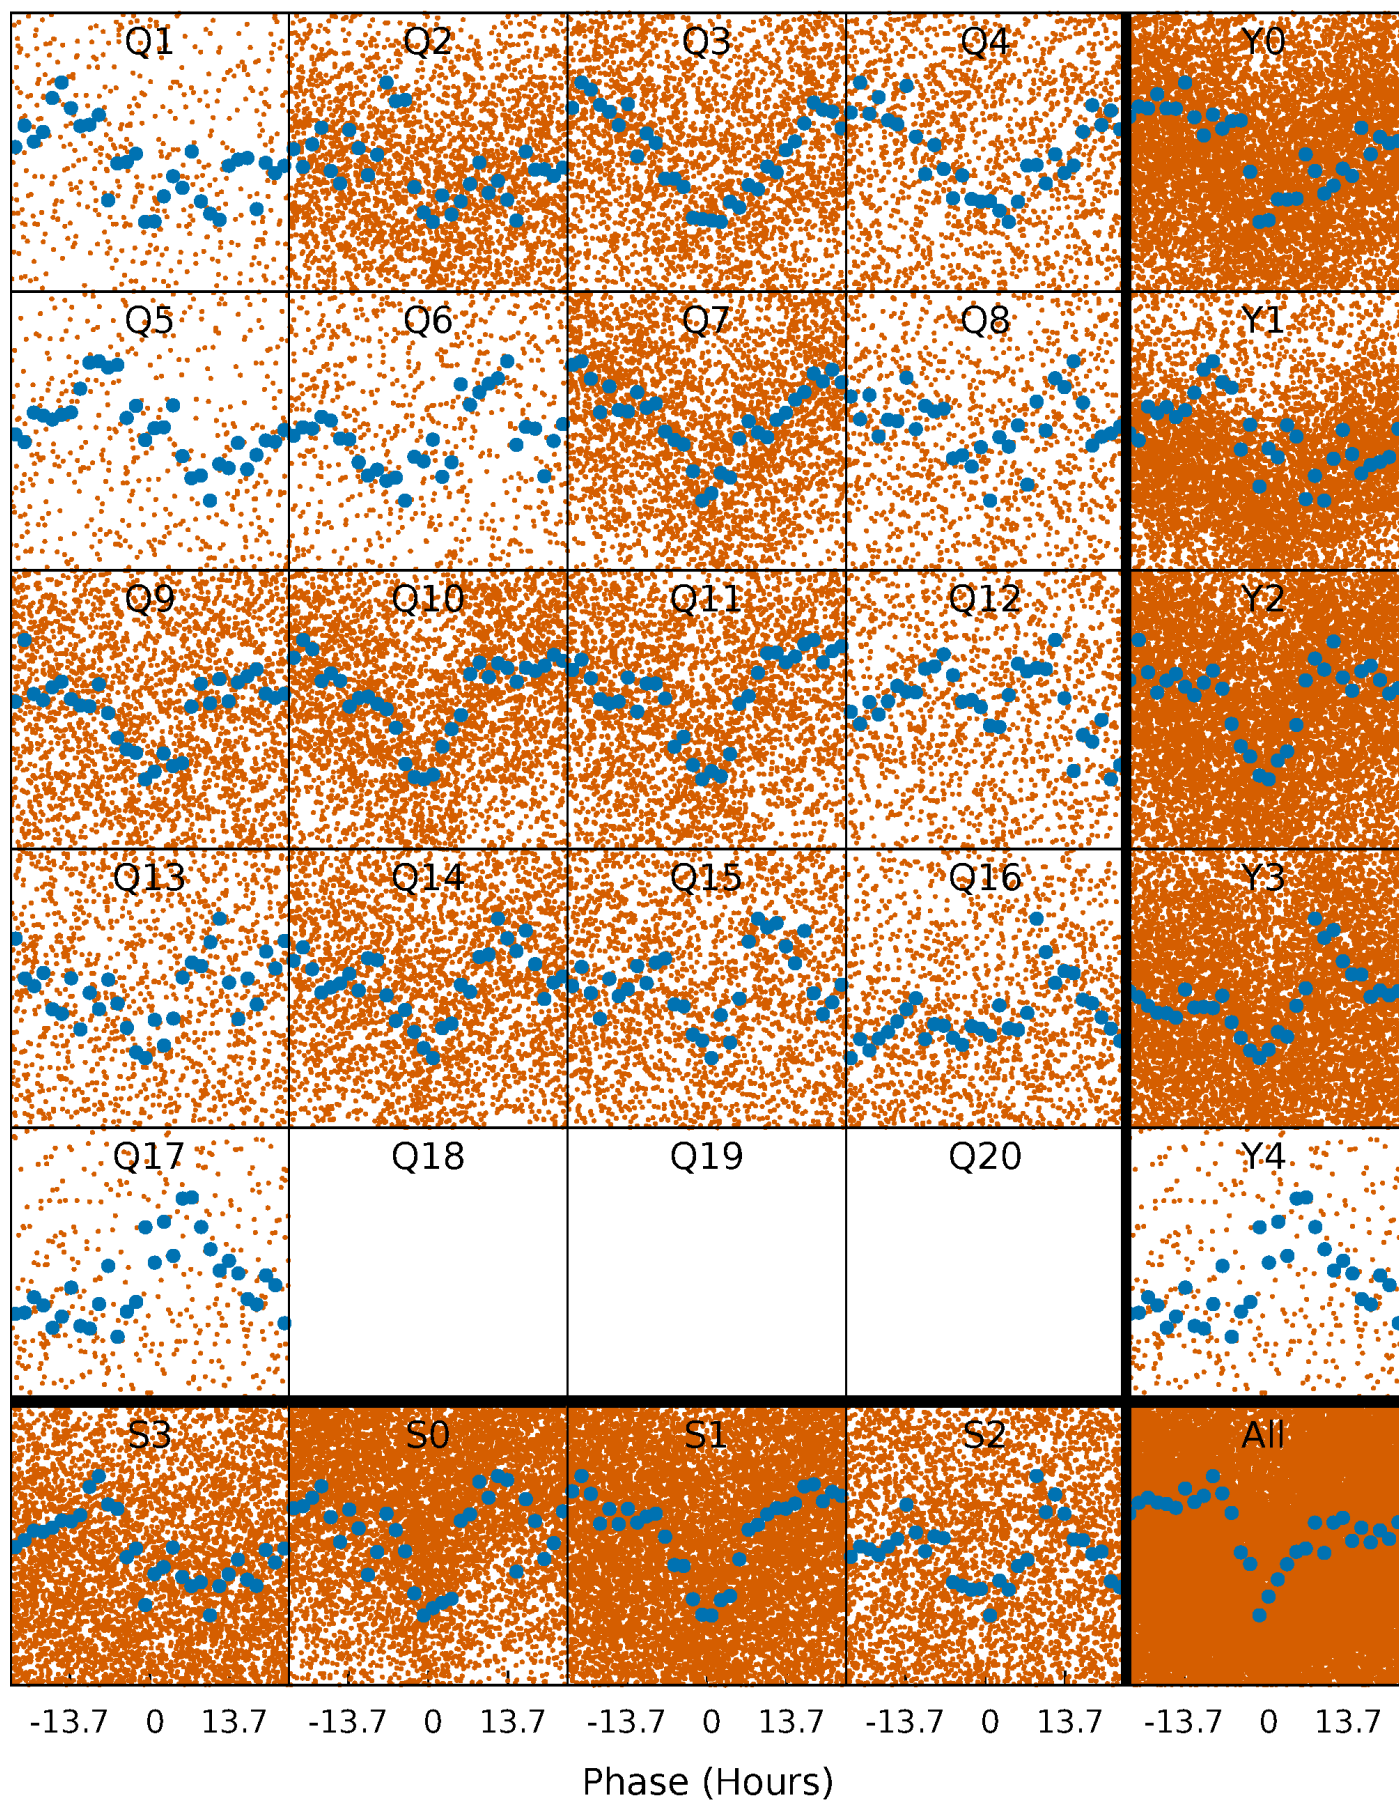 Q1 Q2 Q3 Q4 Y0
Q5 Q6 Q7 Q8 Y1
Q9 Q10 Q11 Q12 Y2
Q13 Q14 Q15 Q16 Y3
Q17 Q18 Q19 Q20 Y4
S3 S0 S1 S2 All
-13.7 0 13.7 -13.7 0 13.7 -13.7 0 13.7 -13.7 0 13.7 -13.7 0 13.7
Phase (Hours)